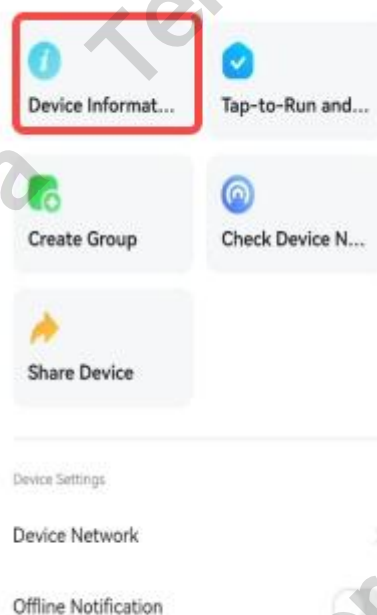 Device Informat...
Tap-to-Run and...
Create Group
Check Device N...
Share Device
Device Settings
Device Network
Offline Notification